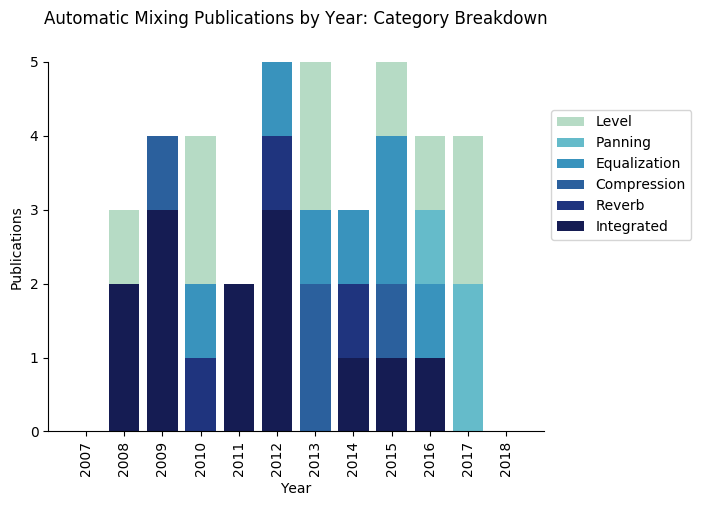 Automatic Mixing Publications by Year: Category Breakdown
5
4
3
2
1
0
Publications
2007
2008
2009
2010
2011
2012
2013
2014
2015
2016
2017
2018
Year
Level
Panning
Equalization
Compression
Reverb
Integrated